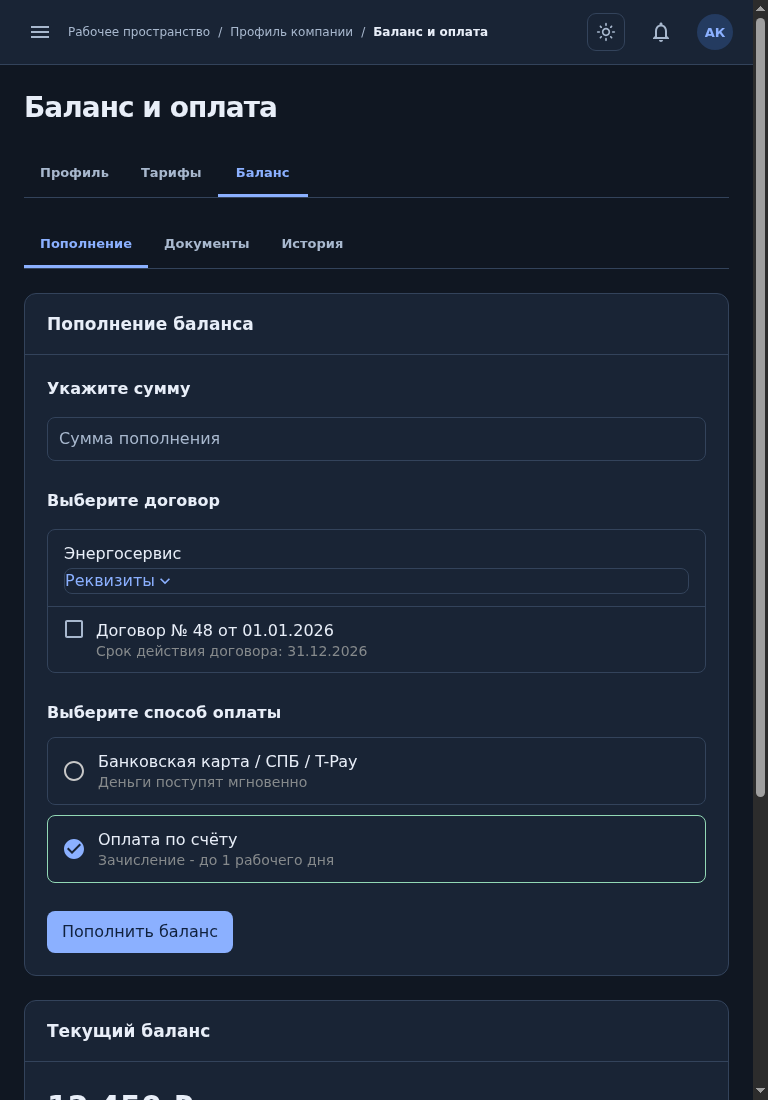 Рабочее пространство / Профиль компании / Баланс и оплата
АК
Баланс и оплата
Профиль Тарифы Баланс
Пополнение Документы История
Пополнение баланса
Укажите сумму
Сумма пополнения
Выберите договор
Энергосервис
Реквизиты
Договор № 48 от 01.01.2026
Срок действия договора: 31.12.2026
Выберите способ оплаты
Банковская карта / СПБ / T-Pay
Деньги поступят мгновенно
Оплата по счёту
Зачисление - до 1 рабочего дня
Пополнить баланс
Текущий баланс
12 450 ₽